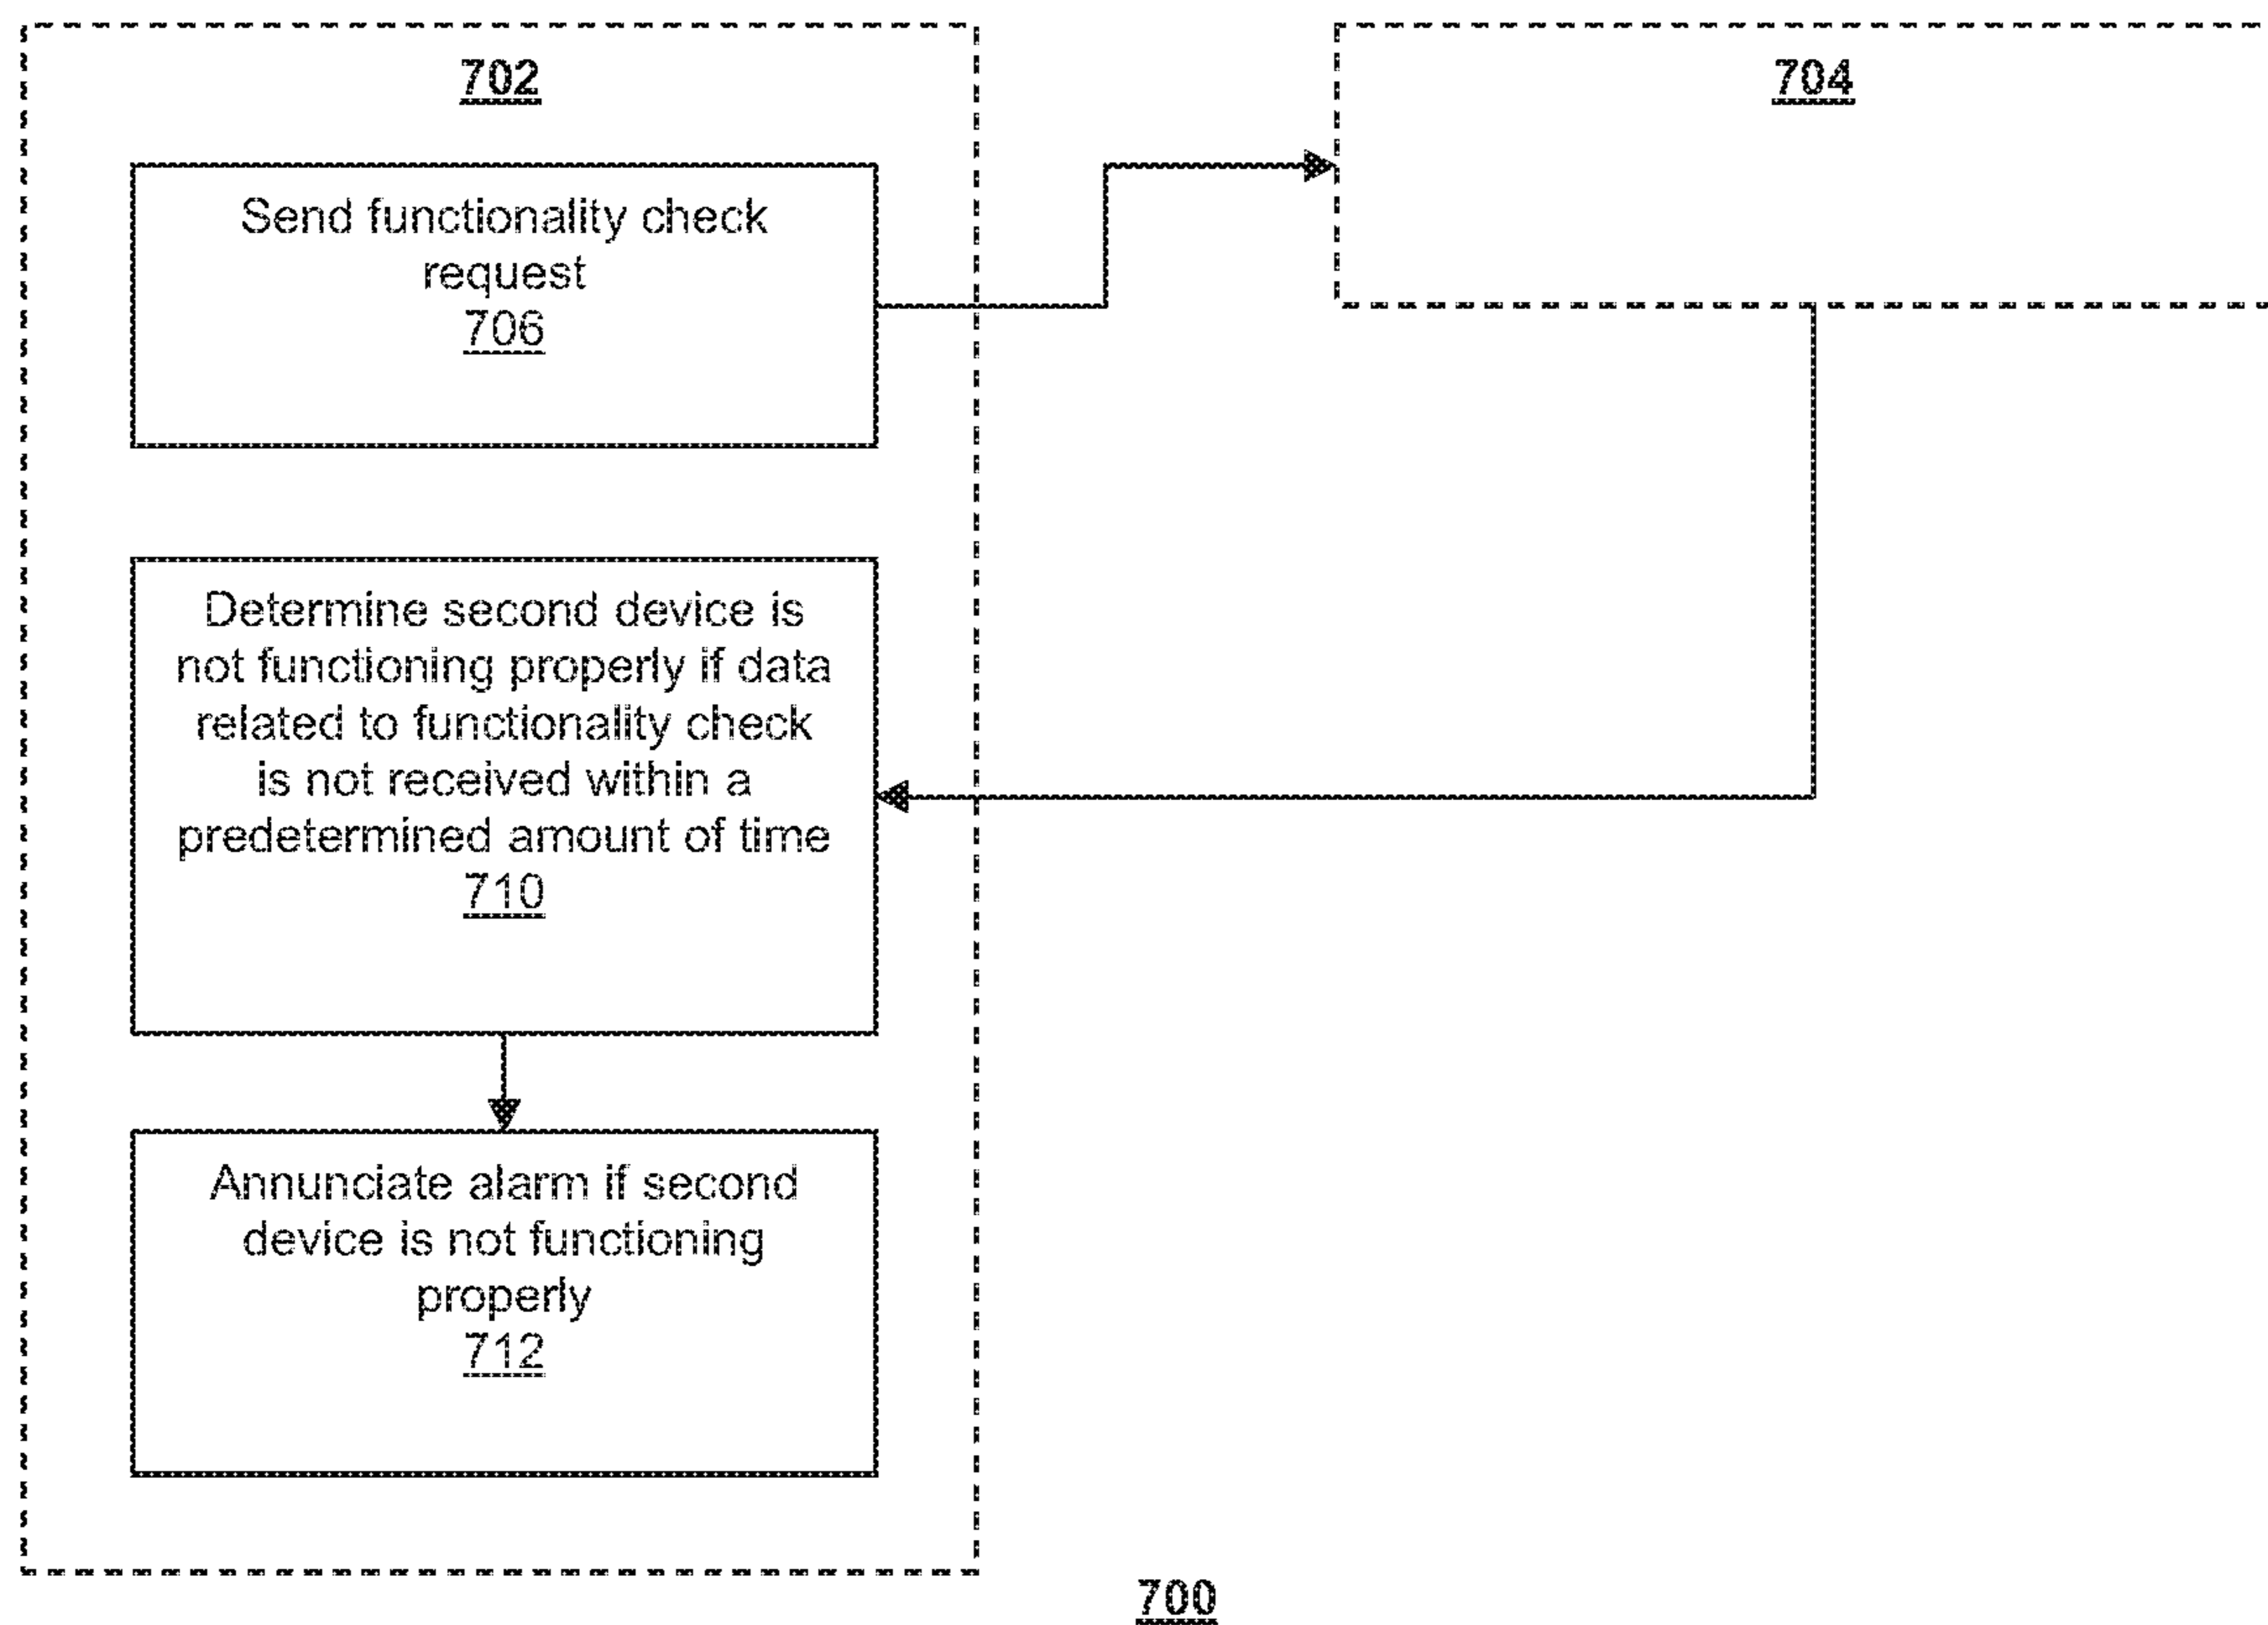 702
Send functionality check
request
706
Determine second device is
not functioning properly if data
related to functionality check
is not received within a
predetermined amount of time
710
Annunciate alarm if second
device is not functioning
properly
712
704
700